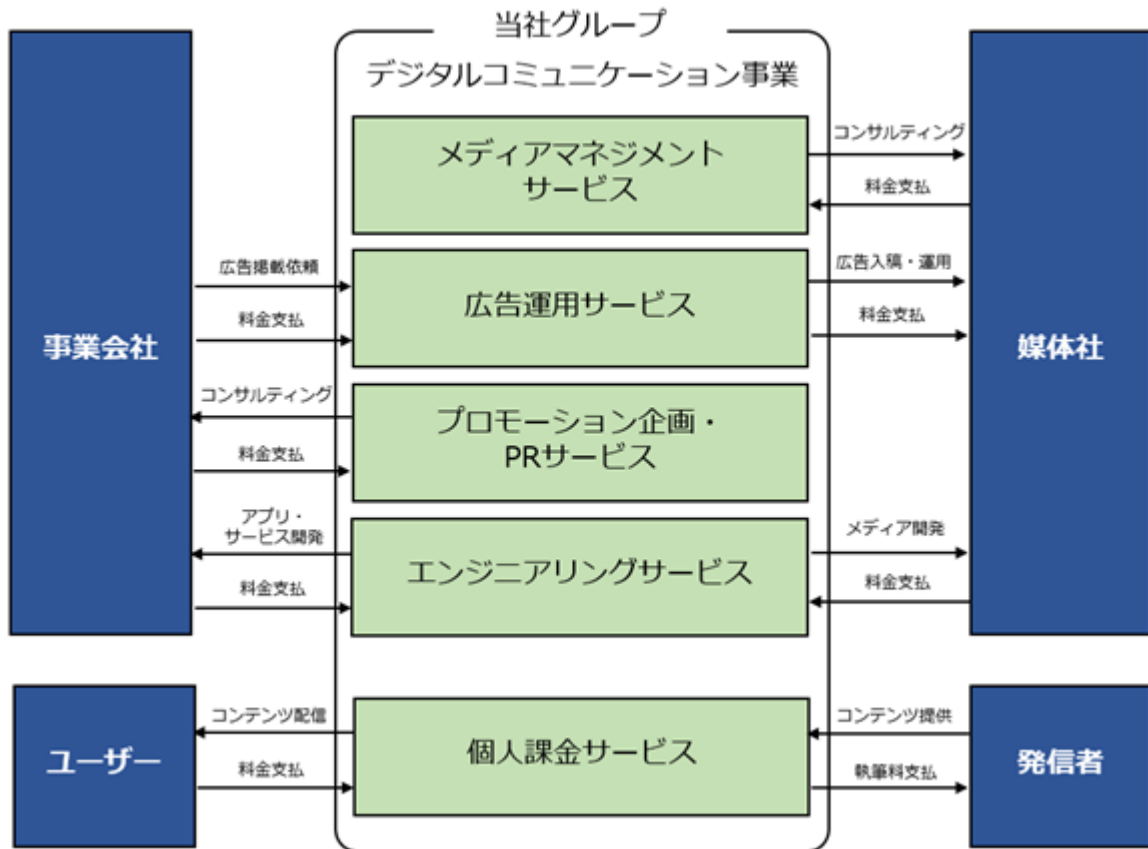 当社グループ
デジタルコミュニケーション事業
事業会社
媒体社
メディアマネジメント
サービス
コンサルティング
料金支払
広告掲載依頼
料金支払
広告運用サービス
広告入稿・運用
料金支払
コンサルティング
料金支払
プロモーション企画・
PRサービス
アプリ・
サービス開発
料金支払
エンジニアリングサービス
メディア開発
料金支払
ユーザー
コンテンツ配信
料金支払
個人課金サービス
コンテンツ提供
執筆料支払
発信者